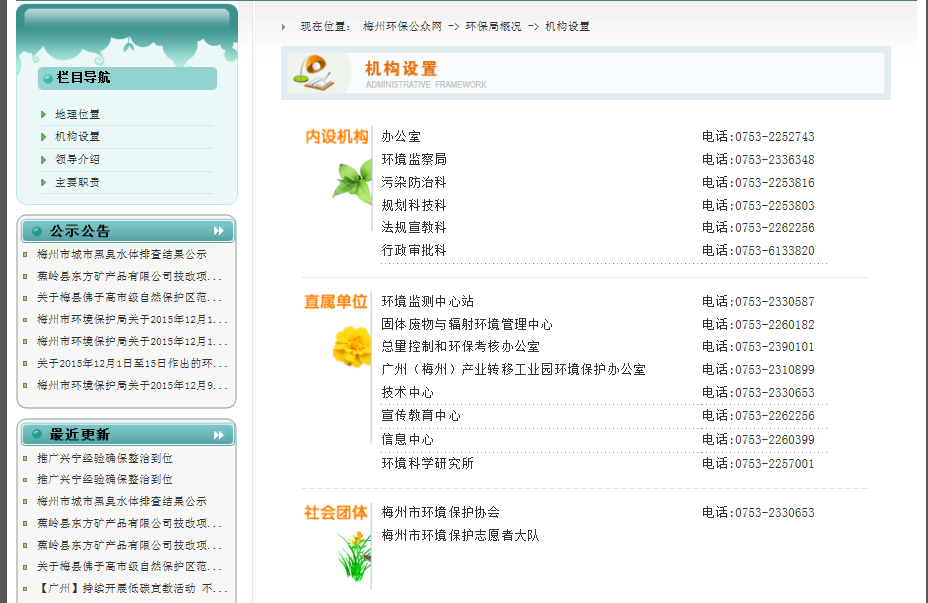 现在位置： 梅州环保公众网 -> 环保局概况 -> 机构设置
栏目导航
地理位置
机构设置
领导介绍
主要职责
公示公告
梅州市城市黑臭水体排查结果公示
蕉岭县东方矿产品有限公司技改项...
关于梅县佛子高市级自然保护区范...
梅州市环境保护局关于2015年12月1...
梅州市环境保护局关于2015年12月1...
关于2015年12月1日至15日作出的环...
梅州市环境保护局关于2015年12月9...
最近更新
推广兴宁经验确保整治到位
推广兴宁经验确保整治到位
梅州市城市黑臭水体排查结果公示
蕉岭县东方矿产品有限公司技改项...
蕉岭县东方矿产品有限公司技改项...
关于梅县佛子高市级自然保护区范...
【广州】持续开展低碳宣教活动 不...
机构设置
ADMINISTRATIVE FRAMEWORK
内设机构
办公室 电话:0753-2252743
环境监察局 电话:0753-2336348
污染防治科 电话:0753-2253816
规划科技科 电话:0753-2253803
法规宣教科 电话:0753-2262256
行政审批科 电话:0753-6133820
直属单位
环境监测中心站 电话:0753-2330587
固体废物与辐射环境管理中心 电话:0753-2260182
总量控制和环保考核办公室 电话:0753-2390101
广州（梅州）产业转移工业园环境保护办公室 电话:0753-2310899
技术中心 电话:0753-2330653
宣传教育中心 电话:0753-2262256
信息中心 电话:0753-2260399
环境科学研究所 电话:0753-2257001
社会团体
梅州市环境保护协会 电话:0753-2330653
梅州市环境保护志愿者大队